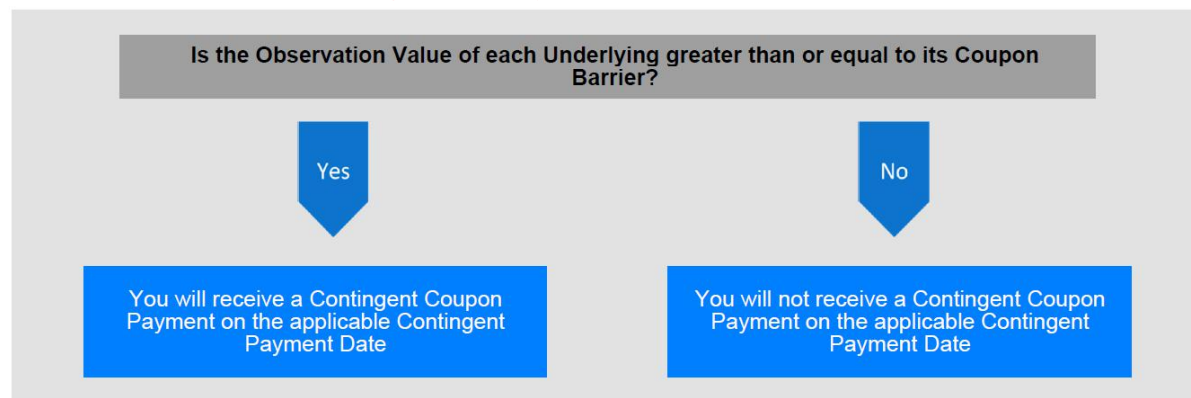 Is the Observation Value of each Underlying greater than or equal to its Coupon
Barrier?
Yes
No
You will receive a Contingent Coupon
Payment on the applicable Contingent
Payment Date
You will not receive a Contingent Coupon
Payment on the applicable Contingent
Payment Date